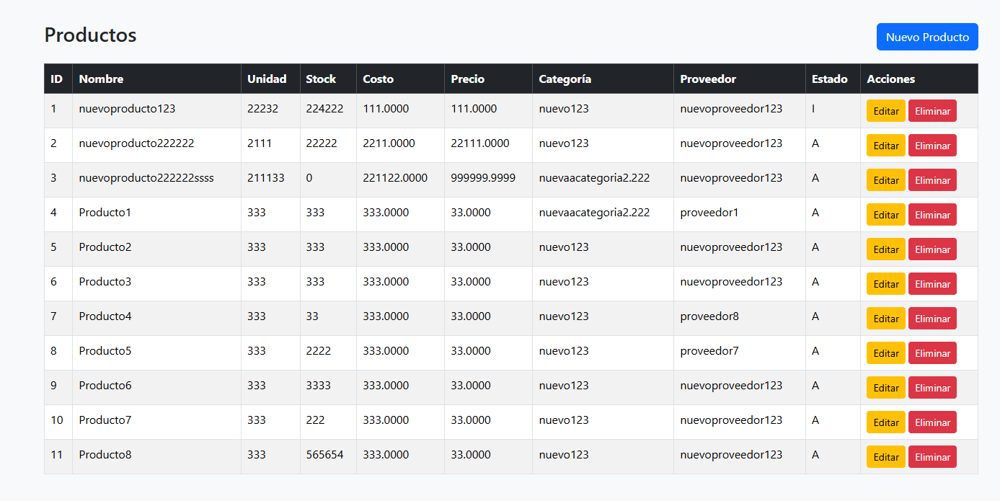 Productos
Nuevo Producto
ID Nombre Unidad Stock Costo Precio Categoría Proveedor Estado Acciones
1 nuevoproducto123 22232 224222 111.0000 111.0000 nuevo123 nuevoproveedor123 I Editar Eliminar
2 nuevoproducto222222 2111 22222 2211.0000 22111.0000 nuevo123 nuevoproveedor123 A Editar Eliminar
3 nuevoproducto222222ssss 211133 0 221122.0000 999999.9999 nuevaacategoria2.222 nuevoproveedor123 A Editar Eliminar
4 Producto1 333 333 333.0000 33.0000 nuevaacategoria2.222 proveedor1 A Editar Eliminar
5 Producto2 333 333 333.0000 33.0000 nuevo123 nuevoproveedor123 A Editar Eliminar
6 Producto3 333 333 333.0000 33.0000 nuevo123 nuevoproveedor123 A Editar Eliminar
7 Producto4 333 33 333.0000 33.0000 nuevo123 proveedor8 A Editar Eliminar
8 Producto5 333 2222 333.0000 33.0000 nuevo123 proveedor7 A Editar Eliminar
9 Producto6 333 3333 333.0000 33.0000 nuevo123 nuevoproveedor123 A Editar Eliminar
10 Producto7 333 222 333.0000 33.0000 nuevo123 nuevoproveedor123 A Editar Eliminar
11 Producto8 333 565654 333.0000 33.0000 nuevo123 nuevoproveedor123 A Editar Eliminar